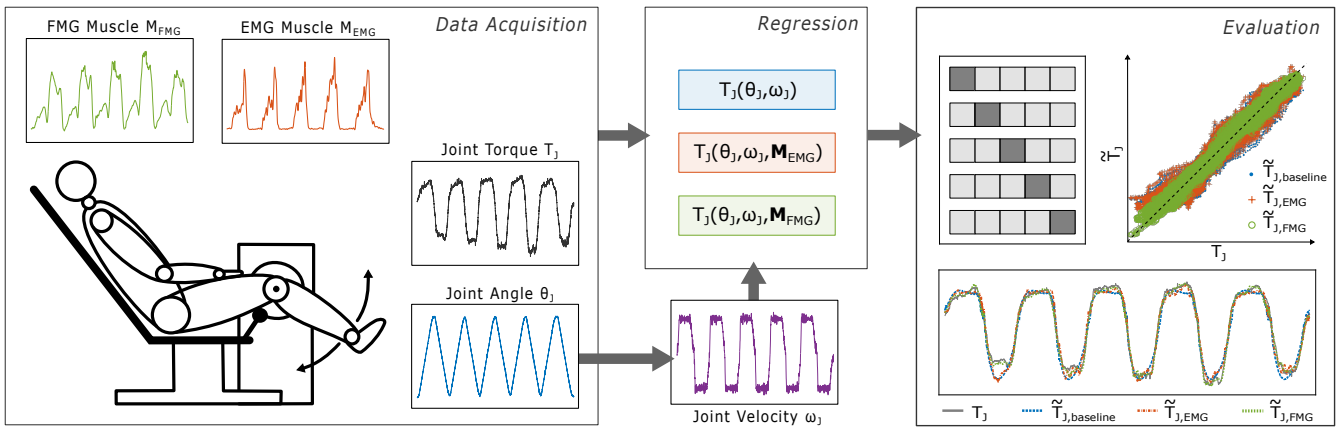 Data Acquisition
FMG Muscle M_FMG
EMG Muscle M_EMG
Joint Torque T_J
Joint Angle θ_J
Regression
T_J(θ_J,ω_J)
T_J(θ_J,ω_J,M_EMG)
T_J(θ_J,ω_J,M_FMG)
Joint Velocity ω_J
Evaluation
T̃_J
T̃_J,baseline
T̃_J,EMG
T̃_J,FMG
T_J
T_J T̃_J,baseline T̃_J,EMG T̃_J,FMG